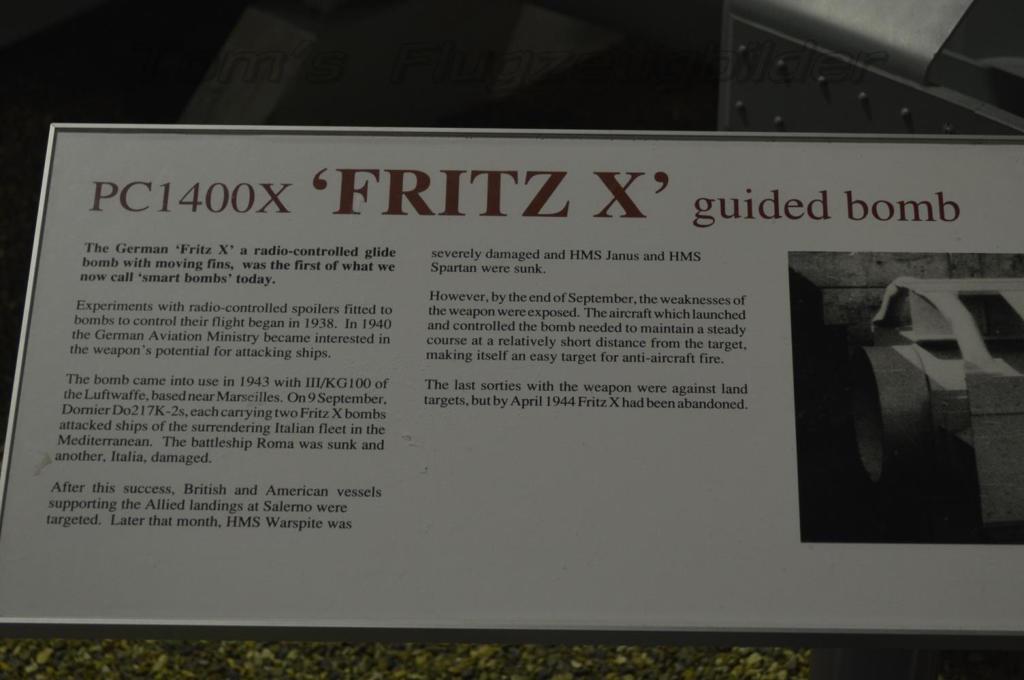 Tom's Flugzeugbilder
PC1400X 'FRITZ X' guided bomb
The German 'Fritz X' a radio-controlled glide
bomb with moving fins, was the first of what we
now call 'smart bombs' today.
Experiments with radio-controlled spoilers fitted to
bombs to control their flight began in 1938. In 1940
the German Aviation Ministry became interested in
the weapon's potential for attacking ships.
The bomb came into use in 1943 with III/KG100 of
the Luftwaffe, based near Marseilles. On 9 September,
Dornier Do217K-2s, each carrying two Fritz X bombs
attacked ships of the surrendering Italian fleet in the
Mediterranean. The battleship Roma was sunk and
another, Italia, damaged.
After this success, British and American vessels
supporting the Allied landings at Salerno were
targeted. Later that month, HMS Warspite was
severely damaged and HMS Janus and HMS
Spartan were sunk.
However, by the end of September, the weaknesses of
the weapon were exposed. The aircraft which launched
and controlled the bomb needed to maintain a steady
course at a relatively short distance from the target,
making itself an easy target for anti-aircraft fire.
The last sorties with the weapon were against land
targets, but by April 1944 Fritz X had been abandoned.